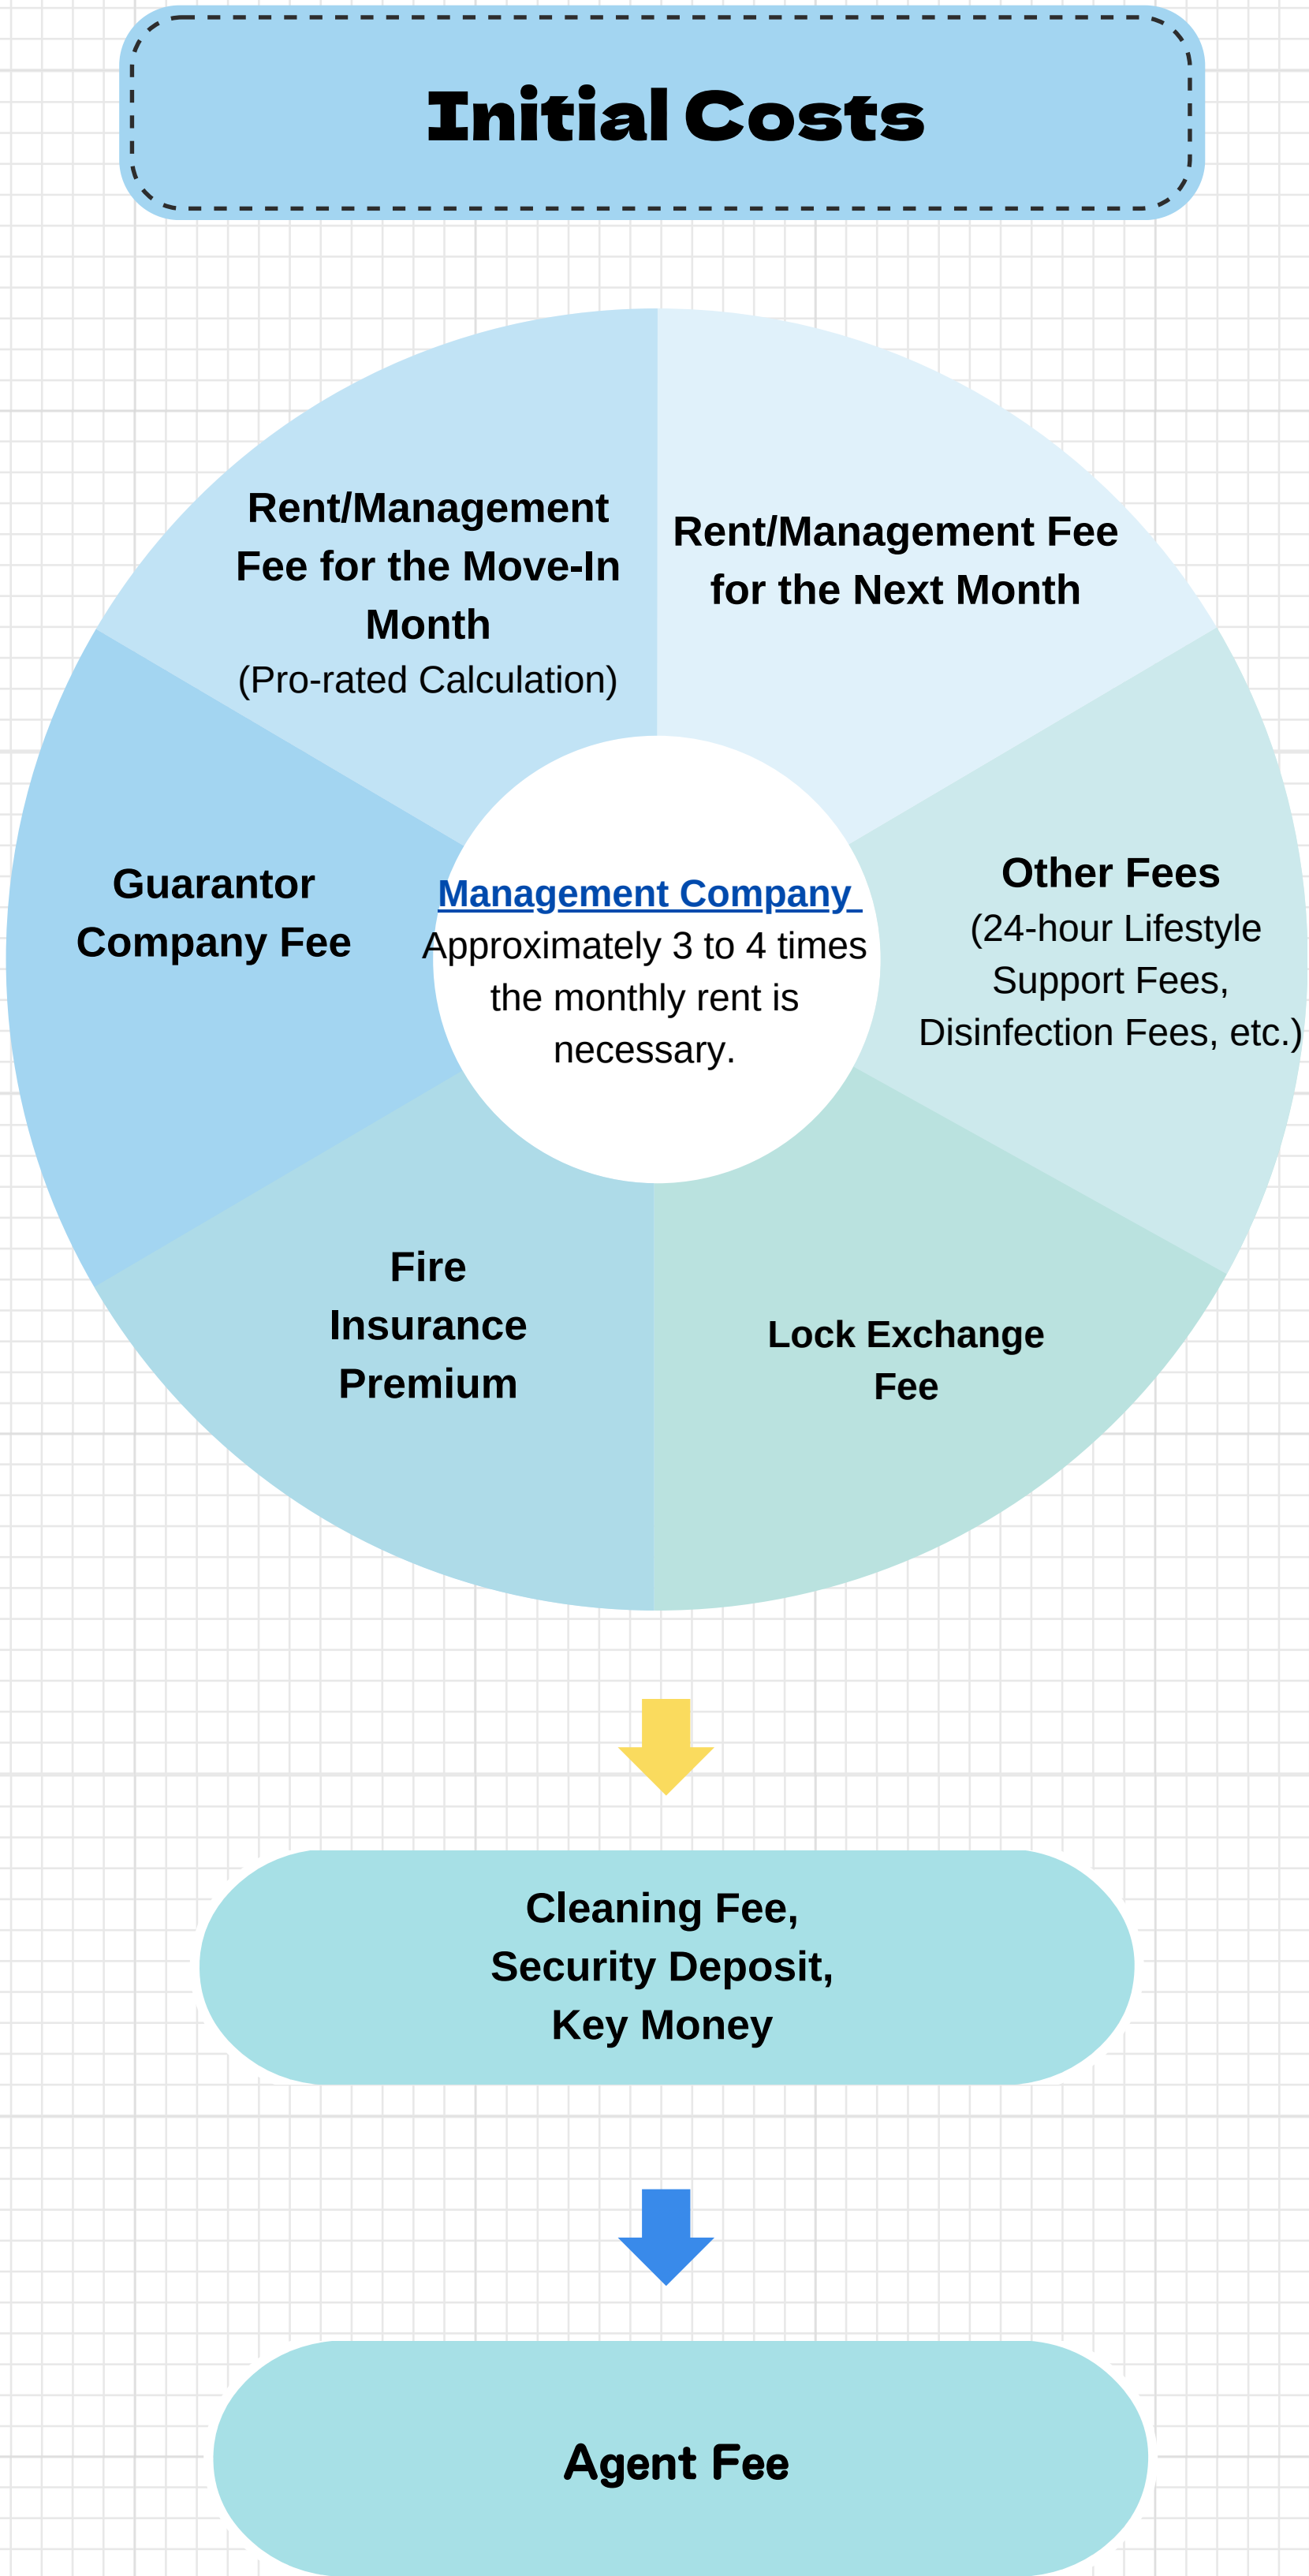 Initial Costs
Rent/Management
Fee for the Move-In
Month
(Pro-rated Calculation)
Rent/Management Fee
for the Next Month
Guarantor
Company Fee
Management Company
Approximately 3 to 4 times
the monthly rent is
necessary.
Other Fees
(24-hour Lifestyle
Support Fees,
Disinfection Fees, etc.)
Fire
Insurance
Premium
Lock Exchange
Fee
Cleaning Fee,
Security Deposit,
Key Money
Agent Fee